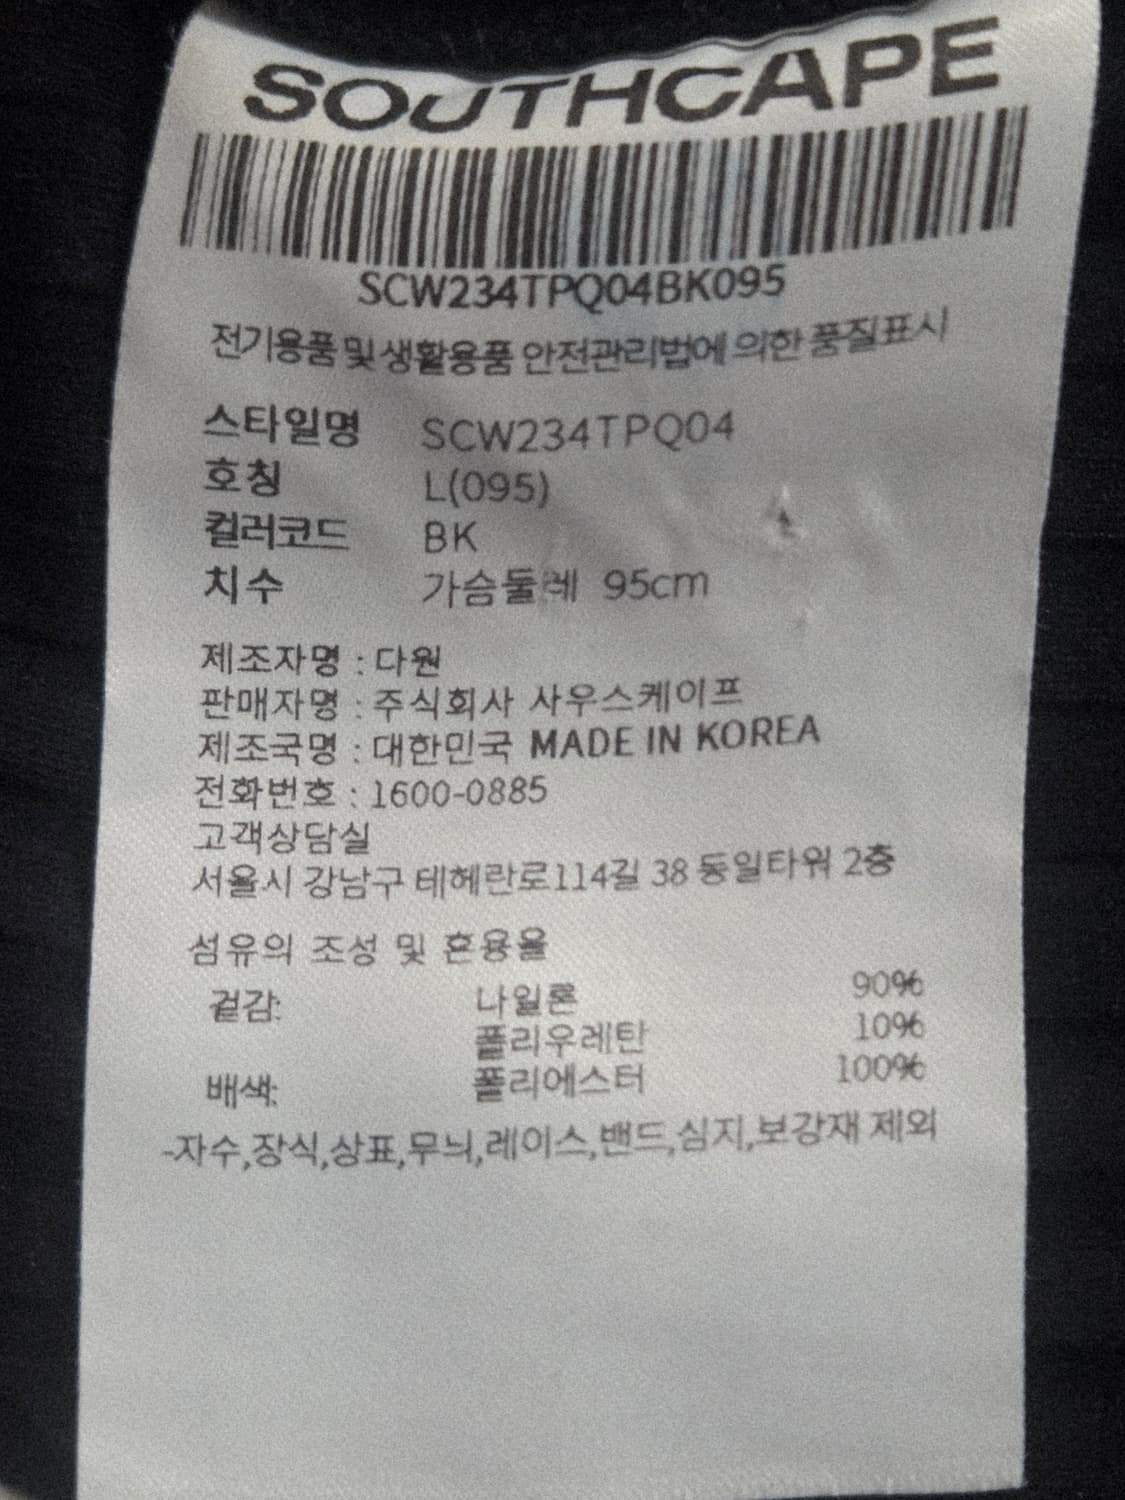 SOUTHCAPE
SCW234TPQ04BK095
전기용품 및 생활용품 안전관리법에 의한 품질표시
스타일명 SCW234TPQ04
호칭 L(095)
컬러코드 BK
치수 가슴둘레 95cm
제조자명 : 다원
판매자명 : 주식회사 사우스케이프
제조국명 : 대한민국 MADE IN KOREA
전화번호 : 1600-0885
고객상담실
서울시 강남구 테헤란로114길 38 동일타워 2층
섬유의 조성 및 혼용율
겉감: 나일론 90%
폴리우레탄 10%
배색: 폴리에스터 100%
-자수,장식,상표,무늬,레이스,밴드,심지,보강재 제외